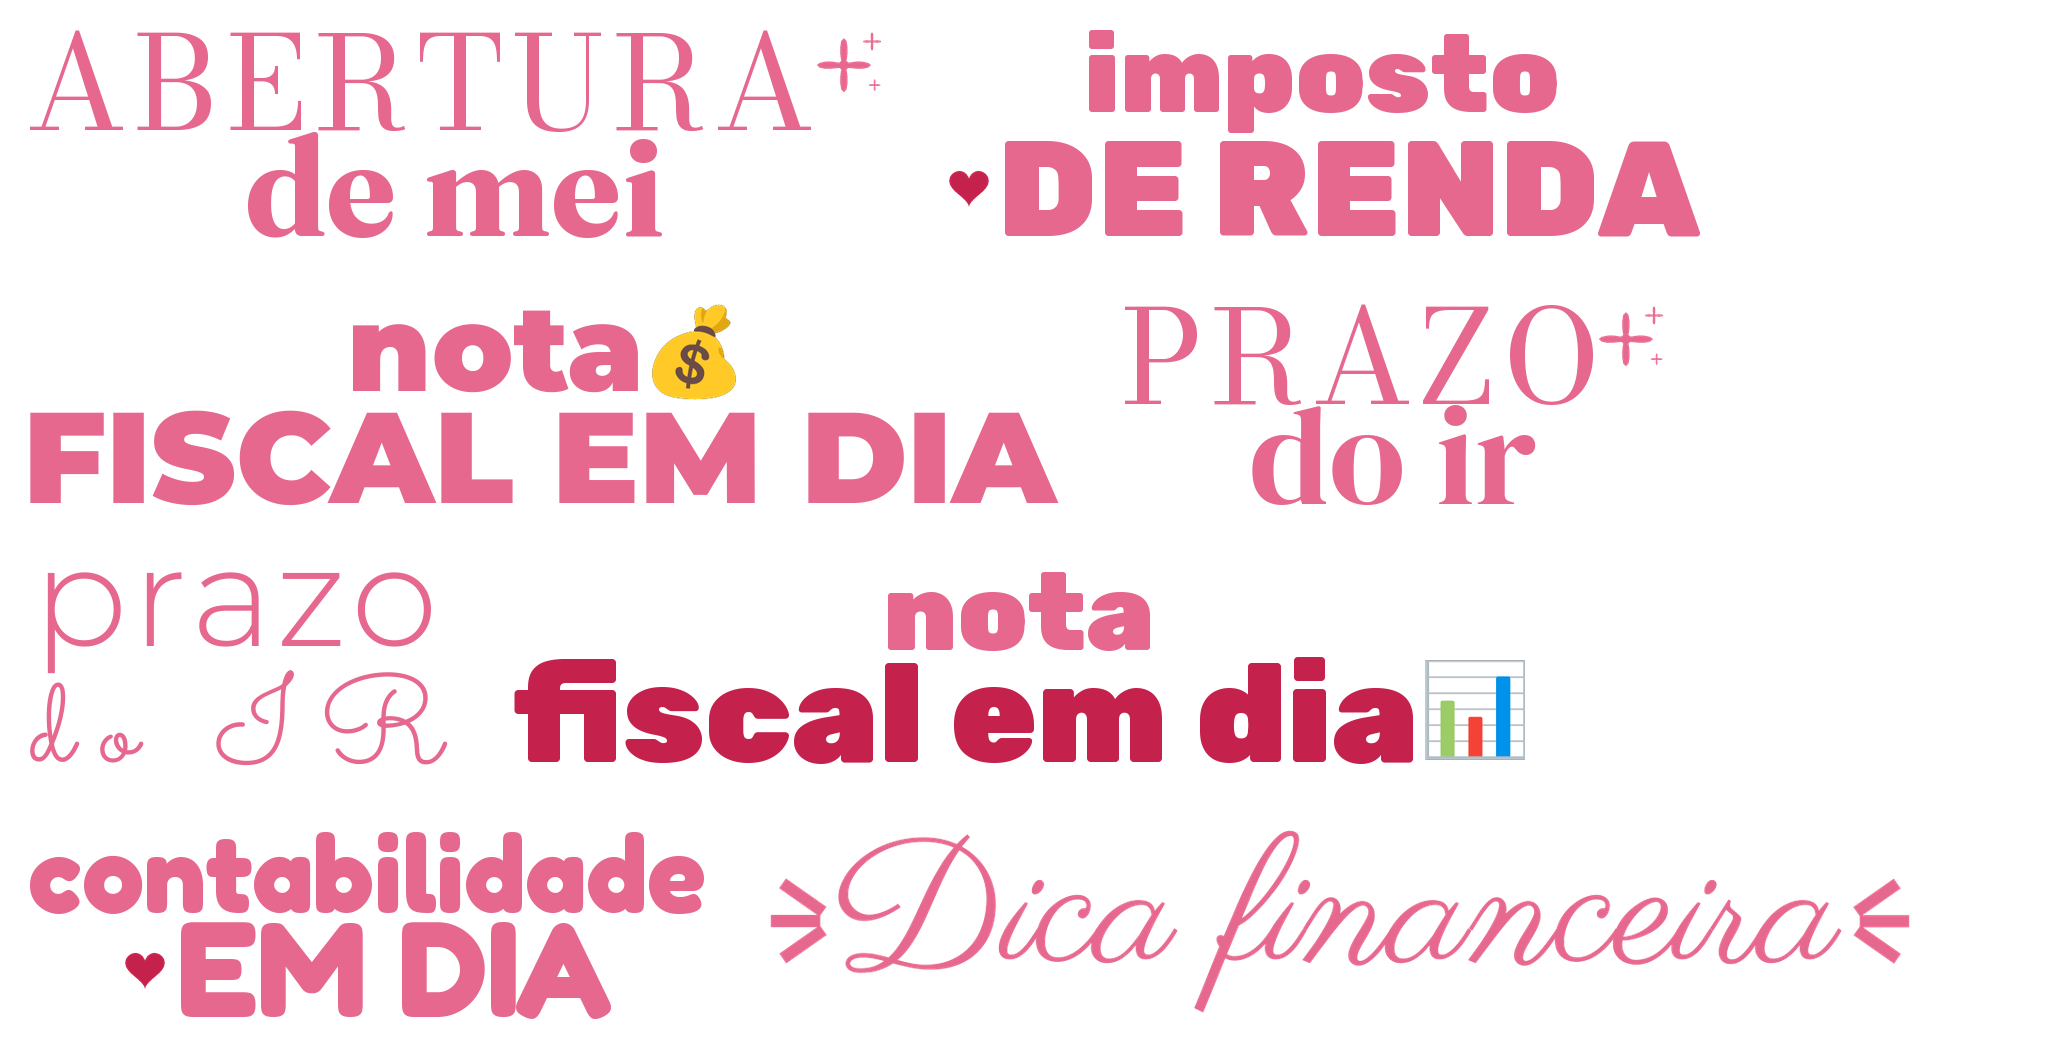 ABERTURA
de mei
imposto
DE RENDA
nota💰
FISCAL EM DIA
PRAZO
do ir
prazo
do IR
nota
fiscal em dia📊
contabilidade
EM DIA
Dica financeira